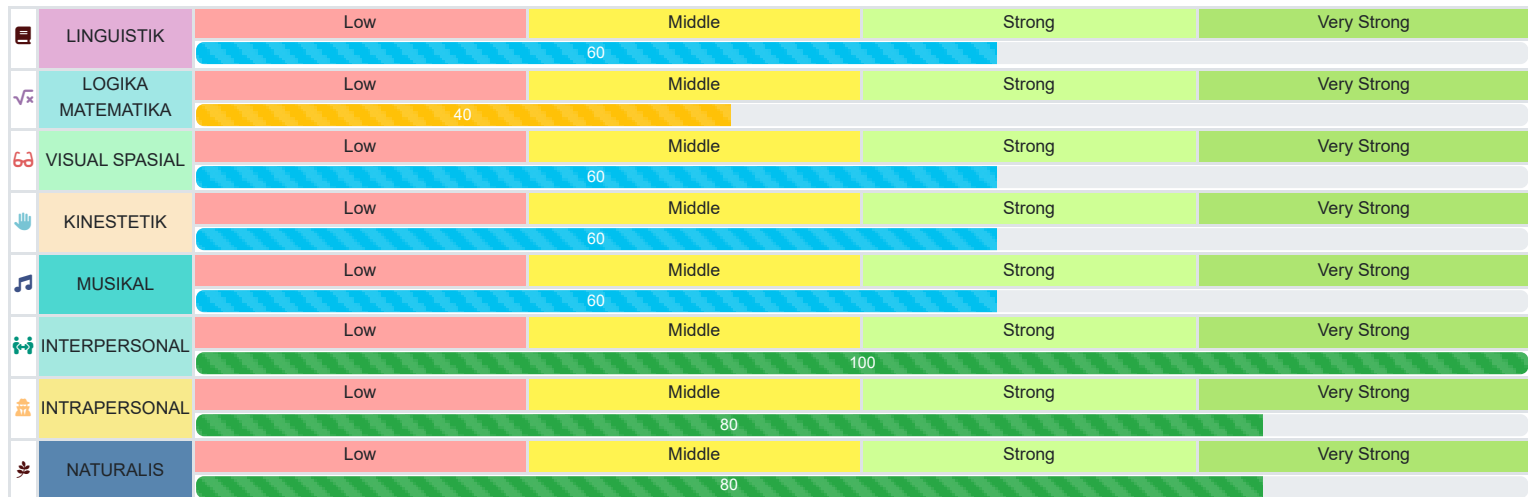 LINGUISTIK
Low Middle Strong Very Strong
60
LOGIKA
MATEMATIKA
Low Middle Strong Very Strong
40
VISUAL SPASIAL
Low Middle Strong Very Strong
60
KINESTETIK
Low Middle Strong Very Strong
60
MUSIKAL
Low Middle Strong Very Strong
60
INTERPERSONAL
Low Middle Strong Very Strong
100
INTRAPERSONAL
Low Middle Strong Very Strong
80
NATURALIS
Low Middle Strong Very Strong
80